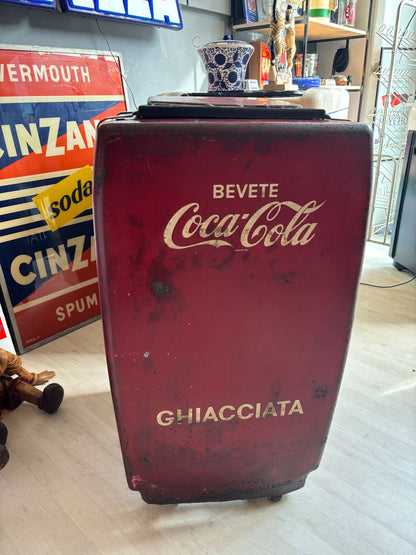 VERMOUTH
CINZAN
soda
CINZ
SPUM
BEVETE
Coca-Cola
GHIACCIATA